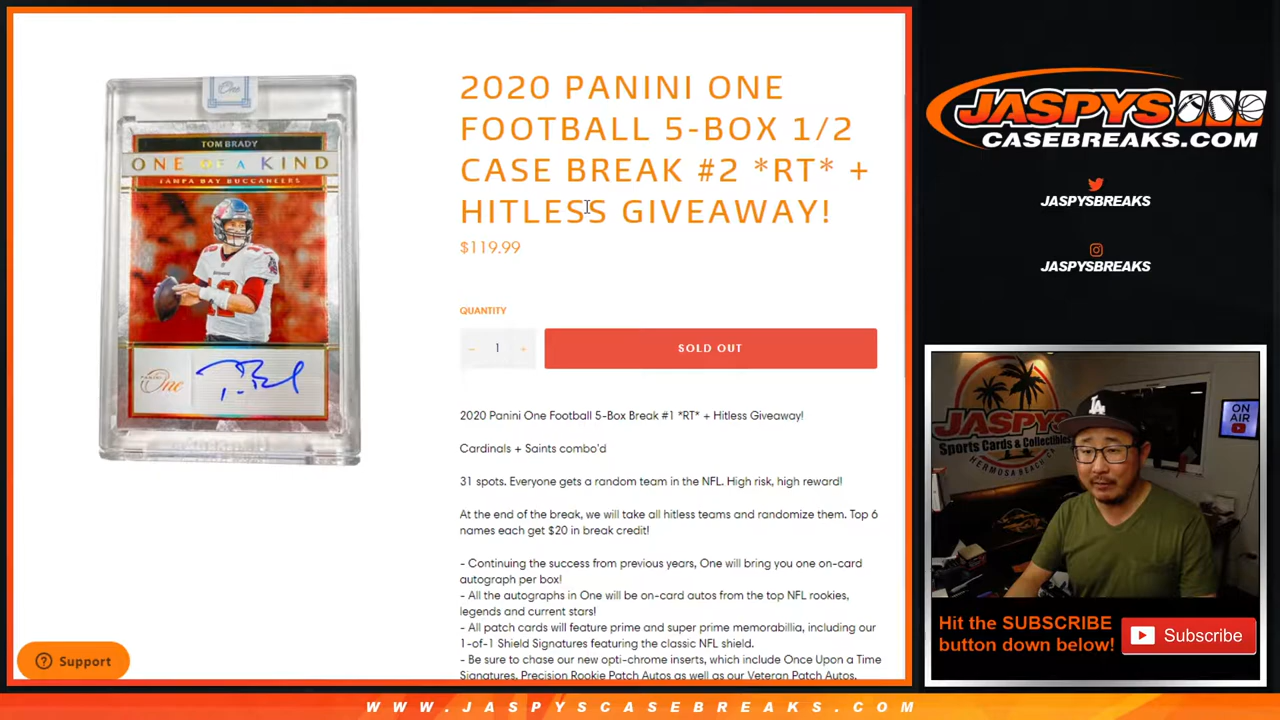 2020 PANINI ONE
FOOTBALL 5-BOX 1/2
CASE BREAK #2 *RT* +
HITLESS GIVEAWAY!
$119.99
QUANTITY
− 1 +
SOLD OUT
2020 Panini One Football 5-Box Break #1 *RT* + Hitless Giveaway!
Cardinals + Saints combo'd
31 spots. Everyone gets a random team in the NFL. High risk, high reward!
At the end of the break, we will take all hitless teams and randomize them. Top 6
names each get $20 in break credit!
- Continuing the success from previous years, One will bring you one on-card
autograph per box!
- All the autographs in One will be on-card autos from the top NFL rookies,
legends and current stars!
- All patch cards will feature prime and super prime memorabilia, including our
1-of-1 Shield Signatures featuring the classic NFL shield.
- Be sure to chase our new opti-chrome inserts, which include Once Upon a Time
Signatures, Precision Rookie Patch Autos as well as our Veteran Patch Autos.
One
TOM BRADY
ONE OF A KIND
TAMPA BAY BUCCANEERS
12
PANINI
One
Support
JASPYS
CASEBREAKS.COM
JASPYSBREAKS
JASPYSBREAKS
JASPYS
Sports Cards & Collectibles
HERMOSA BEACH, CA
LA
ON
AIR
Hit the SUBSCRIBE
button down below!
Subscribe
WWW.JASPYSCASEBREAKS.COM